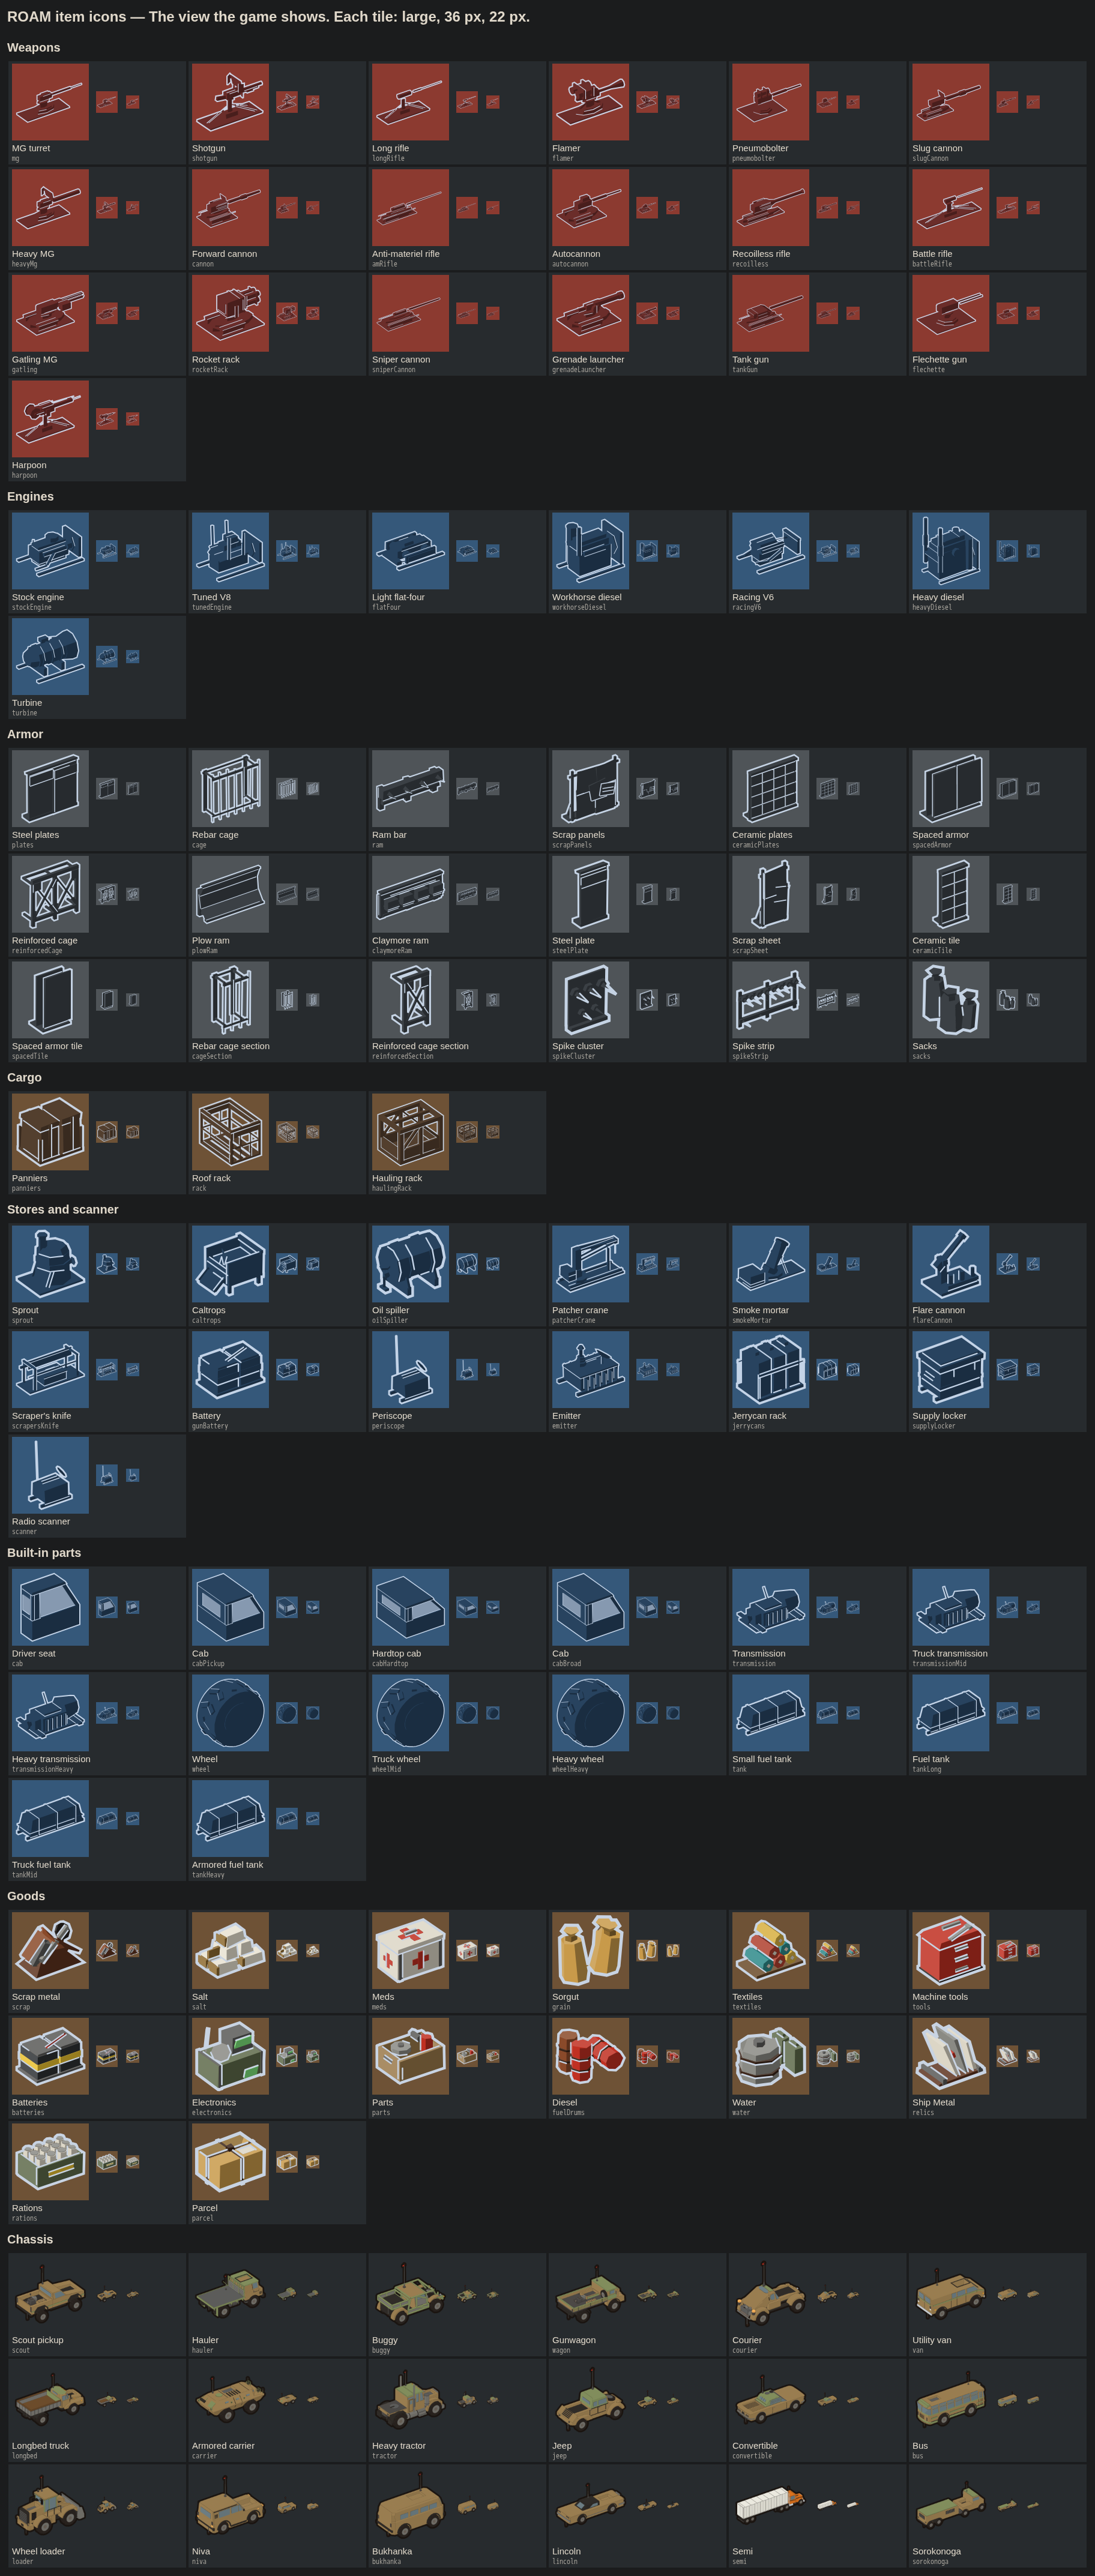 ROAM item icons — The view the game shows. Each tile: large, 36 px, 22 px.
Weapons
MG turret
mg
Shotgun
shotgun
Long rifle
longRifle
Flamer
flamer
Pneumobolter
pneumobolter
Slug cannon
slugCannon
Heavy MG
heavyMg
Forward cannon
cannon
Anti-materiel rifle
amRifle
Autocannon
autocannon
Recoilless rifle
recoilless
Battle rifle
battleRifle
Gatling MG
gatling
Rocket rack
rocketRack
Sniper cannon
sniperCannon
Grenade launcher
grenadeLauncher
Tank gun
tankGun
Flechette gun
flechette
Harpoon
harpoon
Engines
Stock engine
stockEngine
Tuned V8
tunedEngine
Light flat-four
flatFour
Workhorse diesel
workhorseDiesel
Racing V6
racingV6
Heavy diesel
heavyDiesel
Turbine
turbine
Armor
Steel plates
plates
Rebar cage
cage
Ram bar
ram
Scrap panels
scrapPanels
Ceramic plates
ceramicPlates
Spaced armor
spacedArmor
Reinforced cage
reinforcedCage
Plow ram
plowRam
Claymore ram
claymoreRam
Steel plate
steelPlate
Scrap sheet
scrapSheet
Ceramic tile
ceramicTile
Spaced armor tile
spacedTile
Rebar cage section
cageSection
Reinforced cage section
reinforcedSection
Spike cluster
spikeCluster
Spike strip
spikeStrip
Sacks
sacks
Cargo
Panniers
panniers
Roof rack
rack
Hauling rack
haulingRack
Stores and scanner
Sprout
sprout
Caltrops
caltrops
Oil spiller
oilSpiller
Patcher crane
patcherCrane
Smoke mortar
smokeMortar
Flare cannon
flareCannon
Scraper's knife
scrapersKnife
Battery
gunBattery
Periscope
periscope
Emitter
emitter
Jerrycan rack
jerrycans
Supply locker
supplyLocker
Radio scanner
scanner
Built-in parts
Driver seat
cab
Cab
cabPickup
Hardtop cab
cabHardtop
Cab
cabBroad
Transmission
transmission
Truck transmission
transmissionMid
Heavy transmission
transmissionHeavy
Wheel
wheel
Truck wheel
wheelMid
Heavy wheel
wheelHeavy
Small fuel tank
tank
Fuel tank
tankLong
Truck fuel tank
tankMid
Armored fuel tank
tankHeavy
Goods
Scrap metal
scrap
Salt
salt
Meds
meds
Sorgut
grain
Textiles
textiles
Machine tools
tools
Batteries
batteries
Electronics
electronics
Parts
parts
Diesel
fuelDrums
Water
water
Ship Metal
relics
Rations
rations
Parcel
parcel
Chassis
Scout pickup
scout
Hauler
hauler
Buggy
buggy
Gunwagon
wagon
Courier
courier
Utility van
van
Longbed truck
longbed
Armored carrier
carrier
Heavy tractor
tractor
Jeep
jeep
Convertible
convertible
Bus
bus
Wheel loader
loader
Niva
niva
Bukhanka
bukhanka
Lincoln
lincoln
Semi
semi
Sorokonoga
sorokonoga